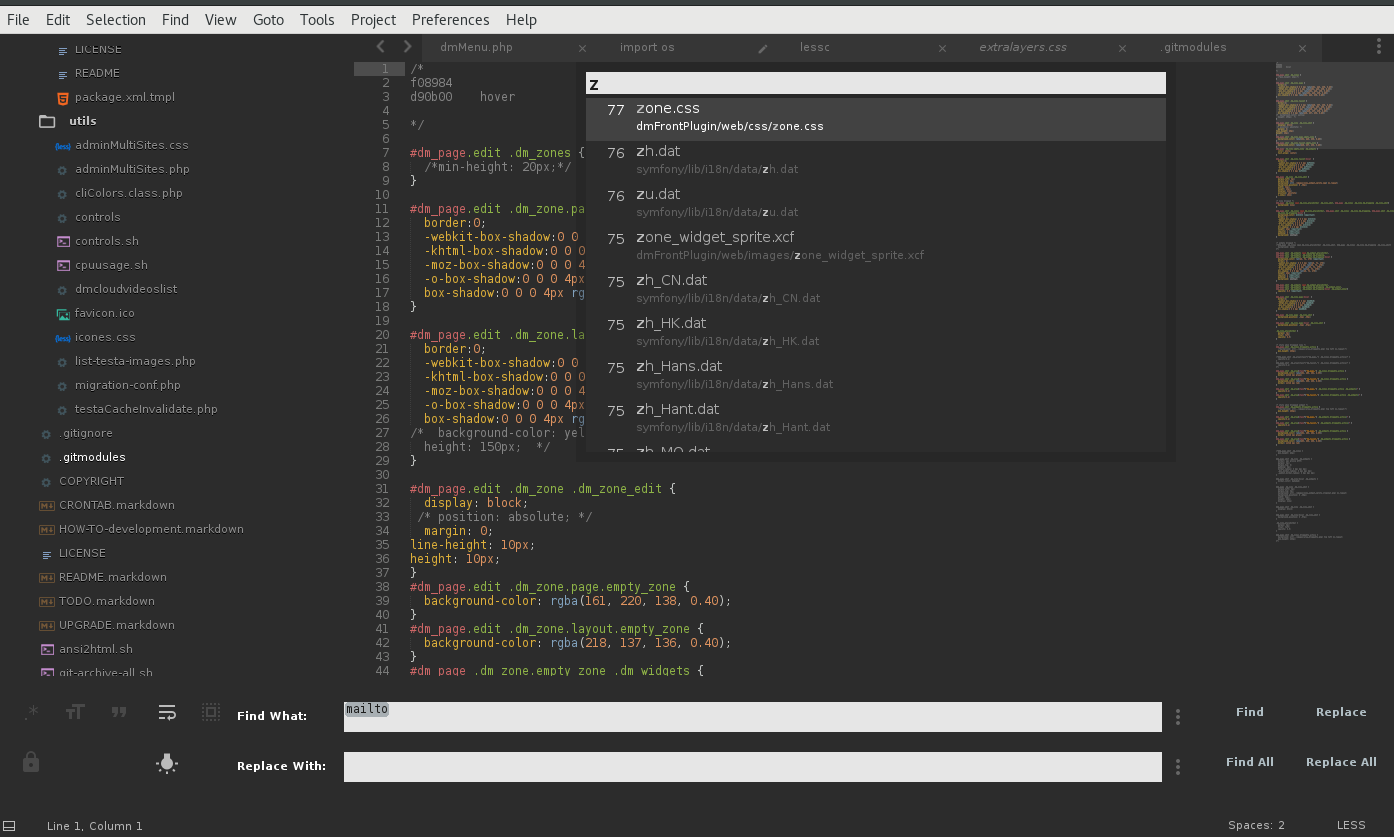 File Edit Selection Find View Goto Tools Project Preferences Help
LICENSE
README
package.xml.tmpl
utils
adminMultiSites.css
adminMultiSites.php
cliColors.class.php
controls
controls.sh
cpuusage.sh
dmcloudvideoslist
favicon.ico
icones.css
list-testa-images.php
migration-conf.php
testaCacheInvalidate.php
.gitignore
.gitmodules
COPYRIGHT
CRONTAB.markdown
HOW-TO-development.markdown
LICENSE
README.markdown
TODO.markdown
UPGRADE.markdown
ansi2html.sh
git-archive-all.sh
dmMenu.php × import os lessc × extralayers.css × .gitmodules ×
1 /*
2 f08984
3 d90b00    hover
4
5 */
6
7 #dm_page.edit .dm_zones {
8   /*min-height: 20px;*/
9 }
10
11 #dm_page.edit .dm_zone.pa
12   border:0;
13   -webkit-box-shadow:0 0
14   -khtml-box-shadow:0 0 0
15   -moz-box-shadow:0 0 0 4
16   -o-box-shadow:0 0 0 4px
17   box-shadow:0 0 0 4px rg
18 }
19
20 #dm_page.edit .dm_zone.la
21   border:0;
22   -webkit-box-shadow:0 0
23   -khtml-box-shadow:0 0 0
24   -moz-box-shadow:0 0 0 4
25   -o-box-shadow:0 0 0 4px
26   box-shadow:0 0 0 4px rg
27 /*  background-color: yel
28   height: 150px;  */
29 }
30
31 #dm_page.edit .dm_zone .dm_zone_edit {
32   display: block;
33  /* position: absolute; */
34   margin: 0;
35 line-height: 10px;
36 height: 10px;
37 }
38 #dm_page.edit .dm_zone.page.empty_zone {
39   background-color: rgba(161, 220, 138, 0.40);
40 }
41 #dm_page.edit .dm_zone.layout.empty_zone {
42   background-color: rgba(218, 137, 136, 0.40);
43 }
44 #dm_page .dm_zone.empty_zone .dm_widgets {
z
77 zone.css
dmFrontPlugin/web/css/zone.css
76 zh.dat
symfony/lib/i18n/data/zh.dat
76 zu.dat
symfony/lib/i18n/data/zu.dat
75 zone_widget_sprite.xcf
dmFrontPlugin/web/images/zone_widget_sprite.xcf
75 zh_CN.dat
symfony/lib/i18n/data/zh_CN.dat
75 zh_HK.dat
symfony/lib/i18n/data/zh_HK.dat
75 zh_Hans.dat
symfony/lib/i18n/data/zh_Hans.dat
75 zh_Hant.dat
symfony/lib/i18n/data/zh_Hant.dat
75 zh_MO.dat
Find What: mailto Find Replace
Replace With: Find All Replace All
Line 1, Column 1 Spaces: 2 LESS